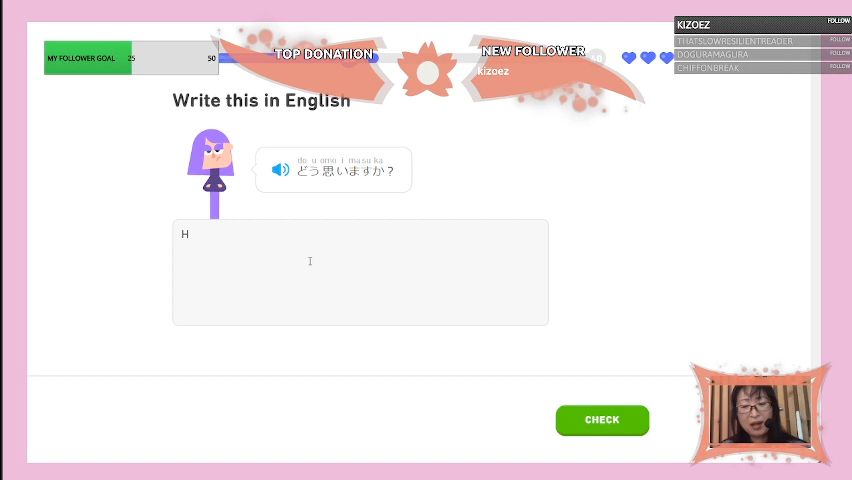 MY FOLLOWER GOAL 25 50
TOP DONATION
NEW FOLLOWER
kizoez
KIZOEZ FOLLOW
THATSLOWRESILIENTREADER FOLLOW
DOGURAMAGURA FOLLOW
CHIFFONBREAK FOLLOW
Write this in English
do u omo i masu ka
どう思いますか？
H
CHECK